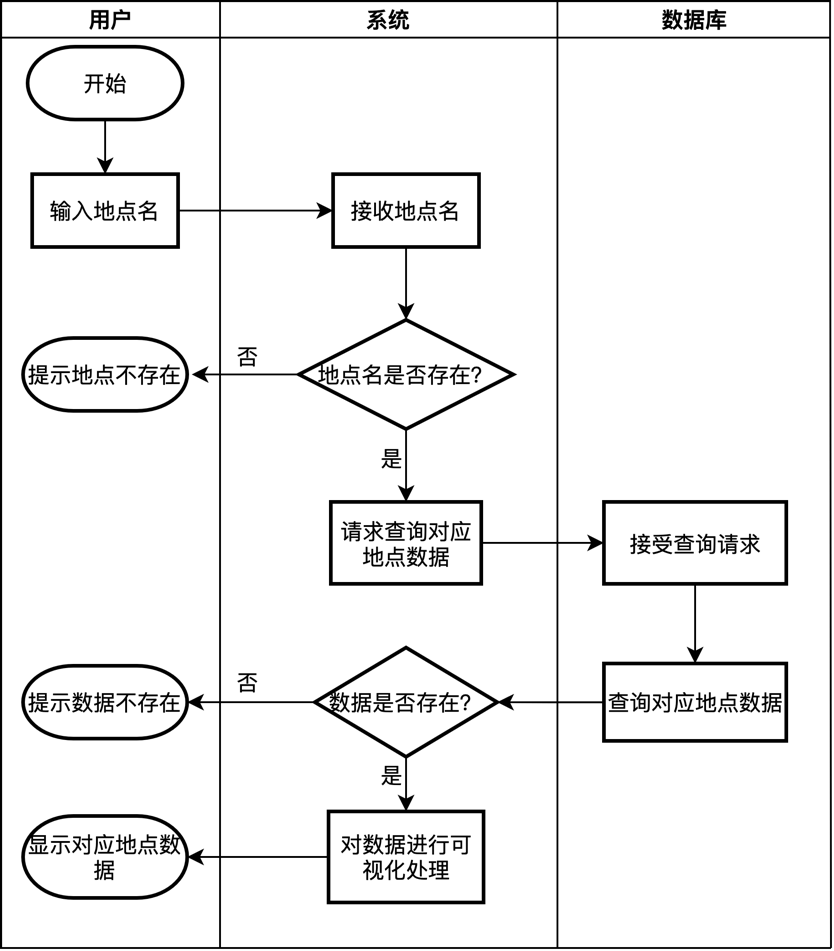 用户
系统
数据库
开始
输入地点名
接收地点名
否
提示地点不存在
地点名是否存在?
是
请求查询对应
地点数据
接受查询请求
否
提示数据不存在
数据是否存在?
查询对应地点数据
是
显示对应地点数
据
对数据进行可
视化处理